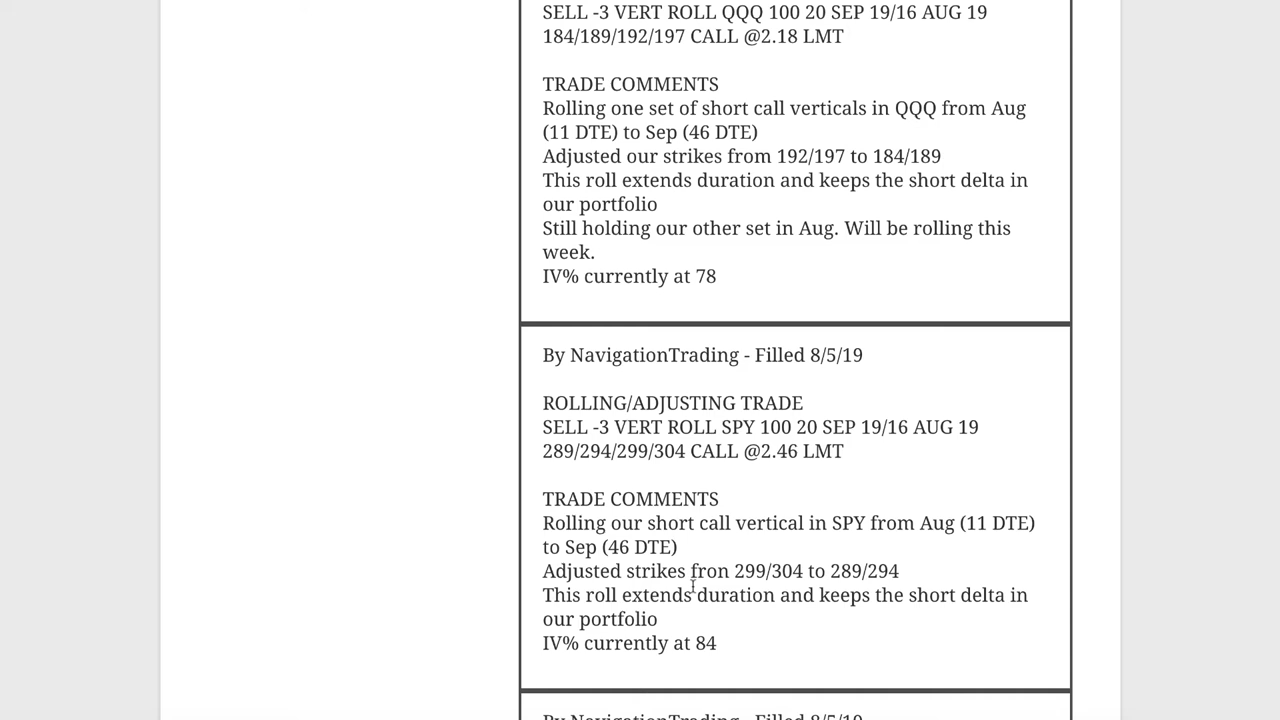 SELL -3 VERT ROLL QQQ 100 20 SEP 19/16 AUG 19
184/189/192/197 CALL @2.18 LMT
TRADE COMMENTS
Rolling one set of short call verticals in QQQ from Aug
(11 DTE) to Sep (46 DTE)
Adjusted our strikes from 192/197 to 184/189
This roll extends duration and keeps the short delta in
our portfolio
Still holding our other set in Aug. Will be rolling this
week.
IV% currently at 78
By NavigationTrading - Filled 8/5/19
ROLLING/ADJUSTING TRADE
SELL -3 VERT ROLL SPY 100 20 SEP 19/16 AUG 19
289/294/299/304 CALL @2.46 LMT
TRADE COMMENTS
Rolling our short call vertical in SPY from Aug (11 DTE)
to Sep (46 DTE)
Adjusted strikes fron 299/304 to 289/294
This roll extends duration and keeps the short delta in
our portfolio
IV% currently at 84
By NavigationTrading - Filled 8/5/19